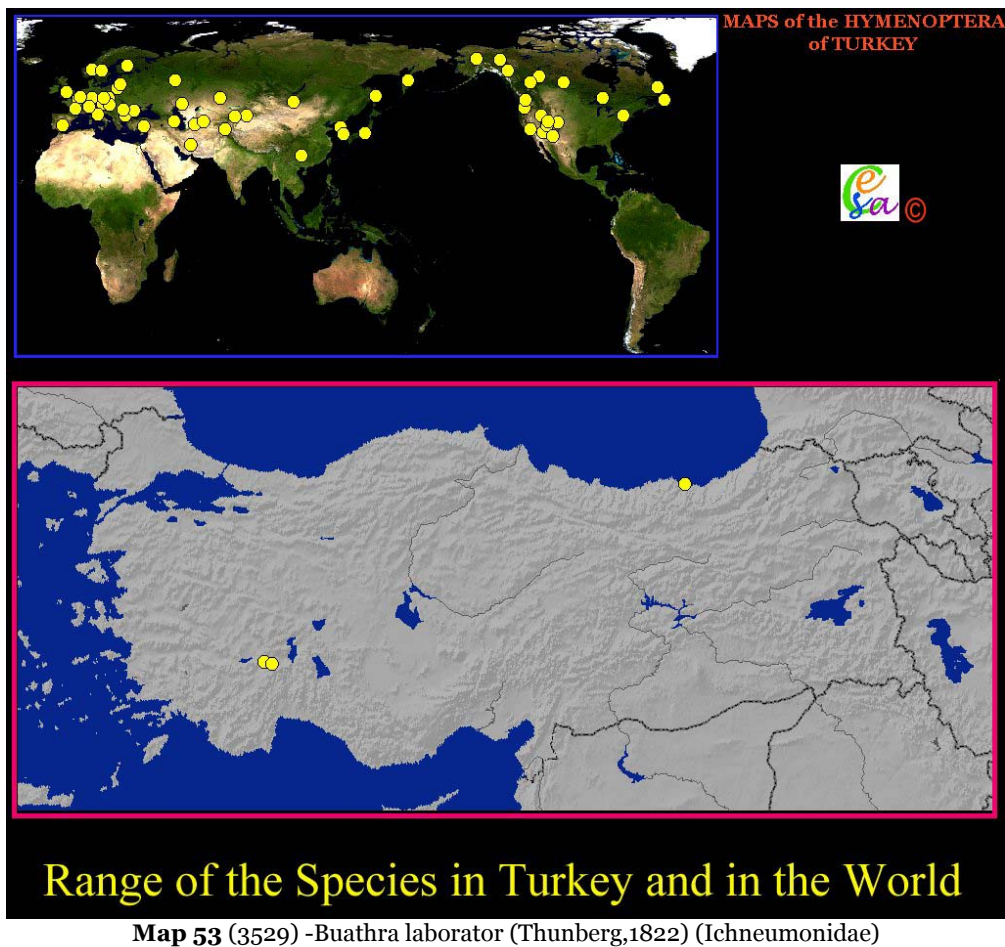 MAPS of the HYMENOPTERA
of TURKEY
Cesa ©
Range of the Species in Turkey and in the World
Map 53 (3529) -Buathra laborator (Thunberg,1822) (Ichneumonidae)